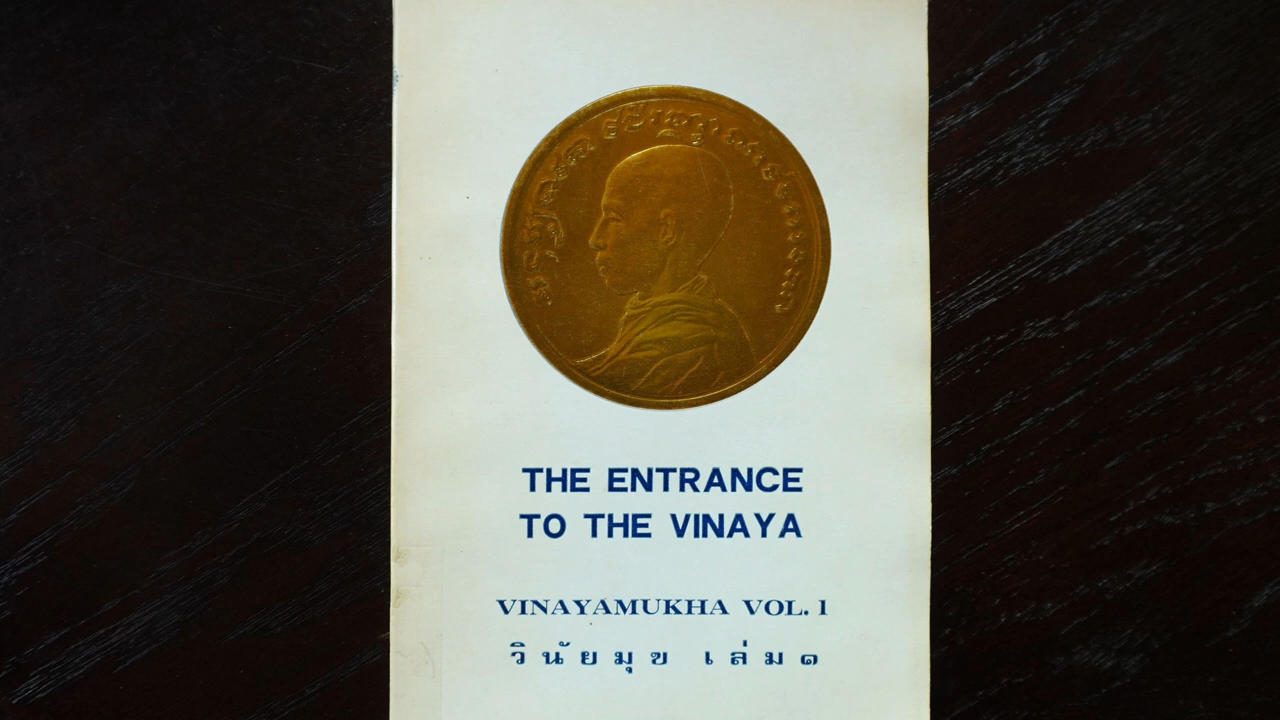 THE ENTRANCE
TO THE VINAYA
VINAYAMUKHA VOL. 1
วินัยมุข เล่ม๑